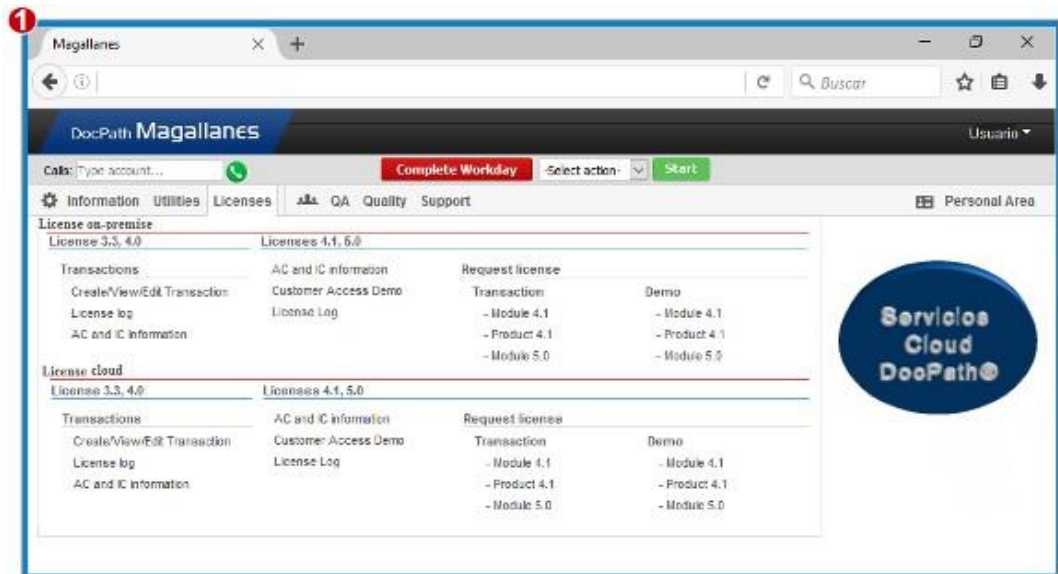 1
Magallanes
Buscar
DocPath Magallanes
Usuario
Calls: Type account...
Complete Workday
-Select action-
Start
Information Utilities Licenses QA Quality Support Personal Area
License on-premise
License 3.3, 4.0 Licenses 4.1, 5.0
Transactions AC and IC information Request license
Create/View/Edit Transaction Customer Access Demo Transaction Demo
License log License Log - Module 4.1 - Module 4.1
AC and IC information - Product 4.1 - Product 4.1
- Module 5.0 - Module 5.0
License cloud
License 3.3, 4.0 Licenses 4.1, 5.0
Transactions AC and IC information Request license
Create/View/Edit Transaction Customer Access Demo Transaction Demo
License log License Log - Module 4.1 - Module 4.1
AC and IC information - Product 4.1 - Product 4.1
- Module 5.0 - Module 5.0
Servicios
Cloud
DocPath®